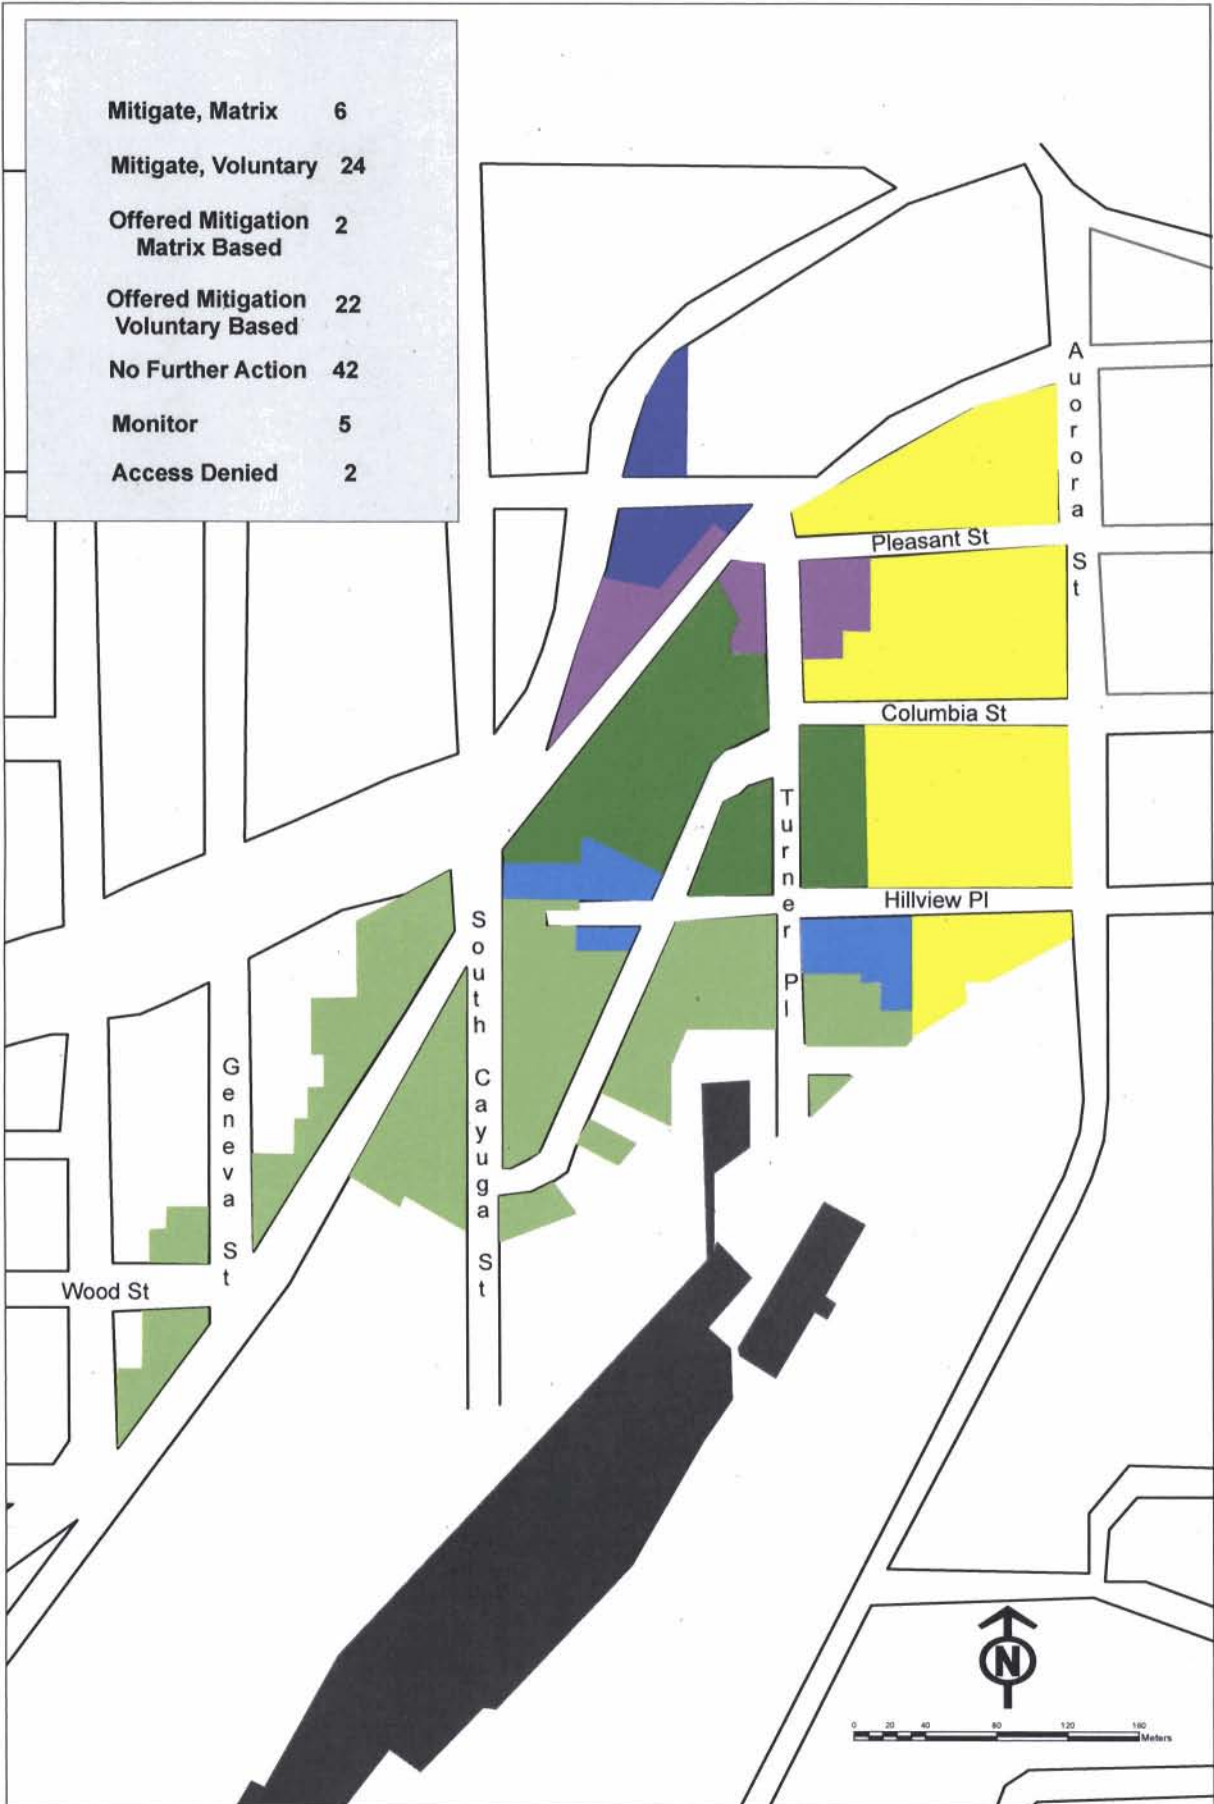 Mitigate, Matrix 6
Mitigate, Voluntary 24
Offered Mitigation 2
Matrix Based
Offered Mitigation 22
Voluntary Based
No Further Action 42
Monitor 5
Access Denied 2
Auorora St
Pleasant St
Columbia St
Turner Pl
Hillview Pl
South Cayuga St
Geneva St
Wood St
N
0 20 40 80 120 160
Meters